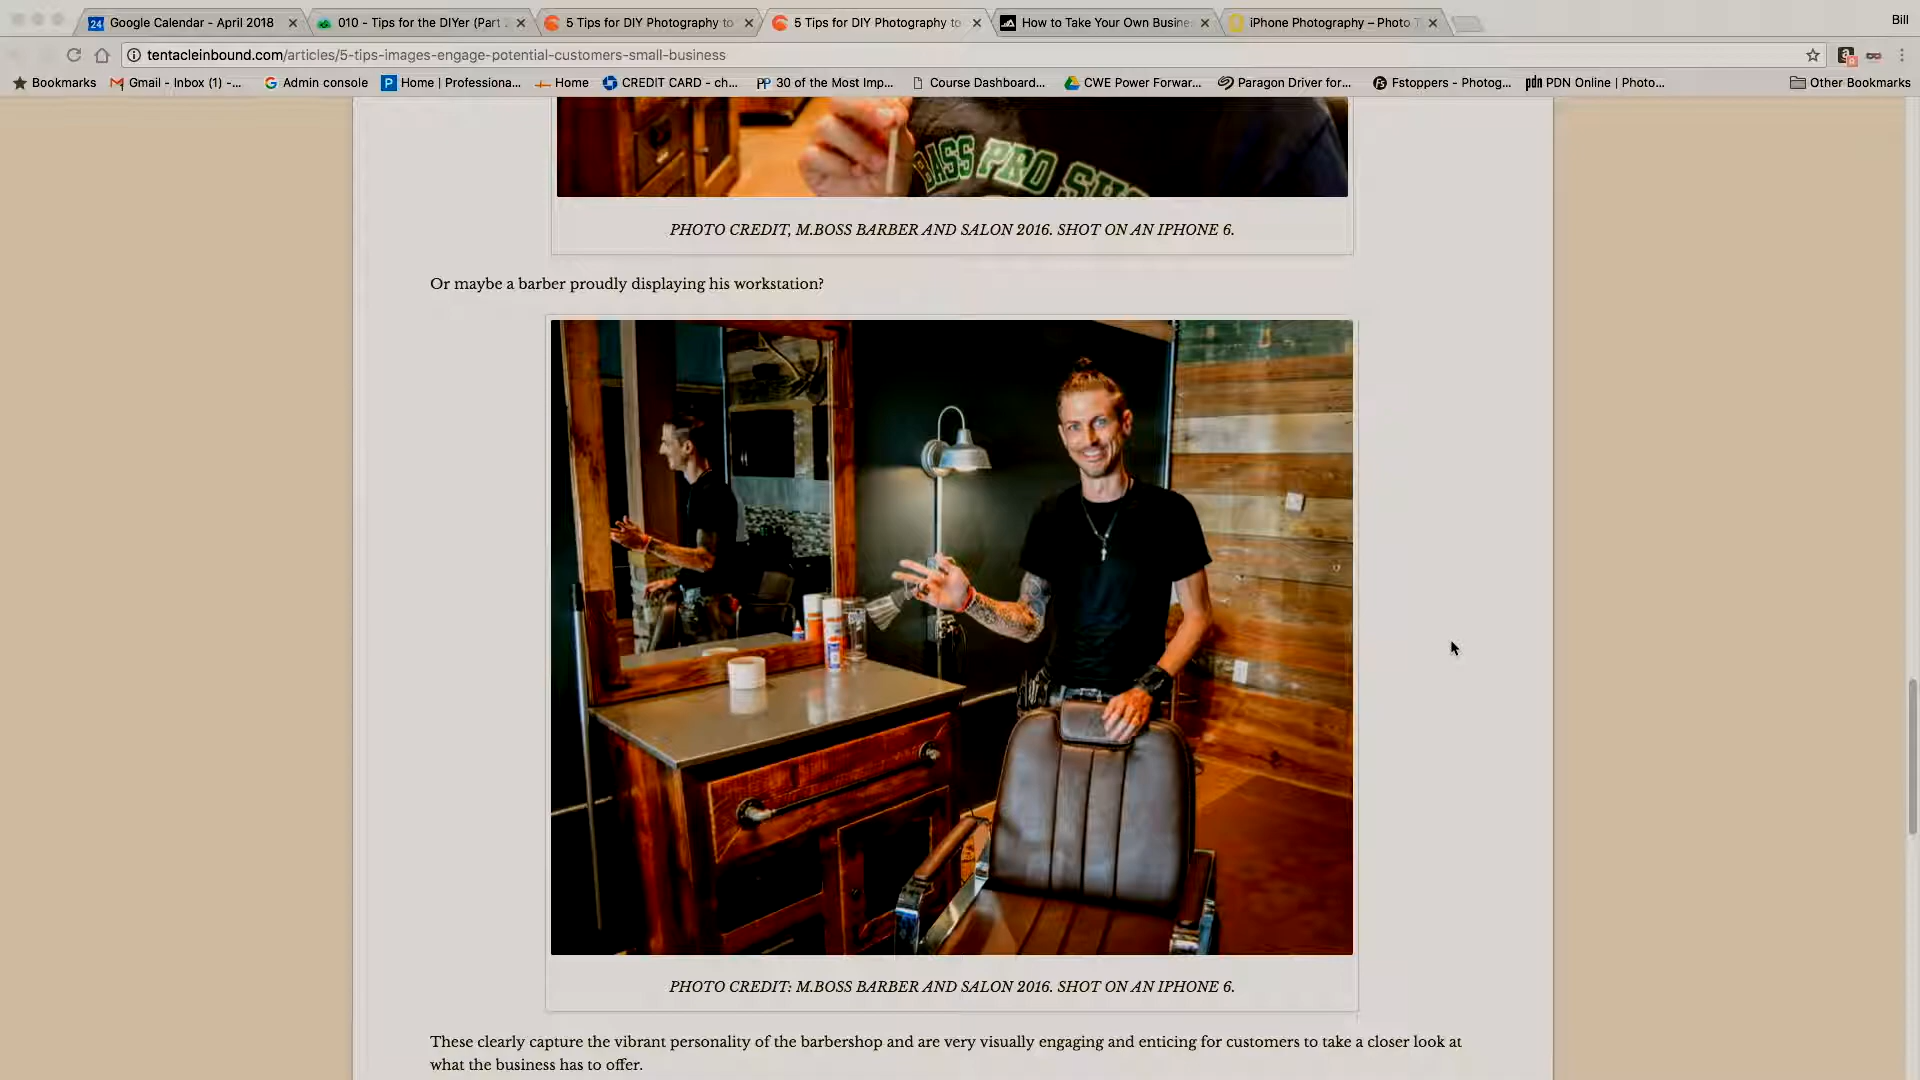 Google Calendar - April 2018
010 - Tips for the DIYer (Part
5 Tips for DIY Photography to
5 Tips for DIY Photography to
How to Take Your Own Busine
iPhone Photography – Photo T
Bill
tentacleinbound.com/articles/5-tips-images-engage-potential-customers-small-business
Bookmarks
Gmail - Inbox (1) -...
Admin console
Home | Professiona...
Home
CREDIT CARD - ch...
30 of the Most Imp...
Course Dashboard...
CWE Power Forwar...
Paragon Driver for...
Fstoppers - Photog...
PDN Online | Photo...
Other Bookmarks
BASS PRO SH
PHOTO CREDIT, M.BOSS BARBER AND SALON 2016. SHOT ON AN IPHONE 6.
Or maybe a barber proudly displaying his workstation?
PHOTO CREDIT: M.BOSS BARBER AND SALON 2016. SHOT ON AN IPHONE 6.
These clearly capture the vibrant personality of the barbershop and are very visually engaging and enticing for customers to take a closer look at
what the business has to offer.